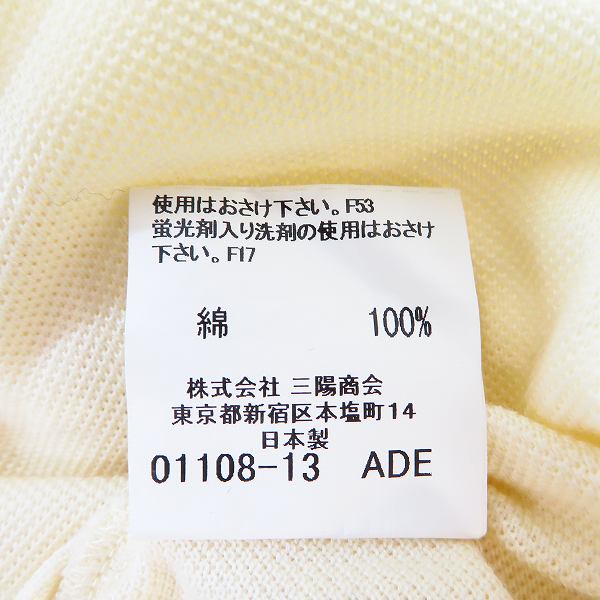 使用はおさけ下さい。F53
蛍光剤入り洗剤の使用はおさけ
下さい。F17
綿 100%
株式会社 三陽商会
東京都新宿区本塩町14
日本製
01108-13 ADE